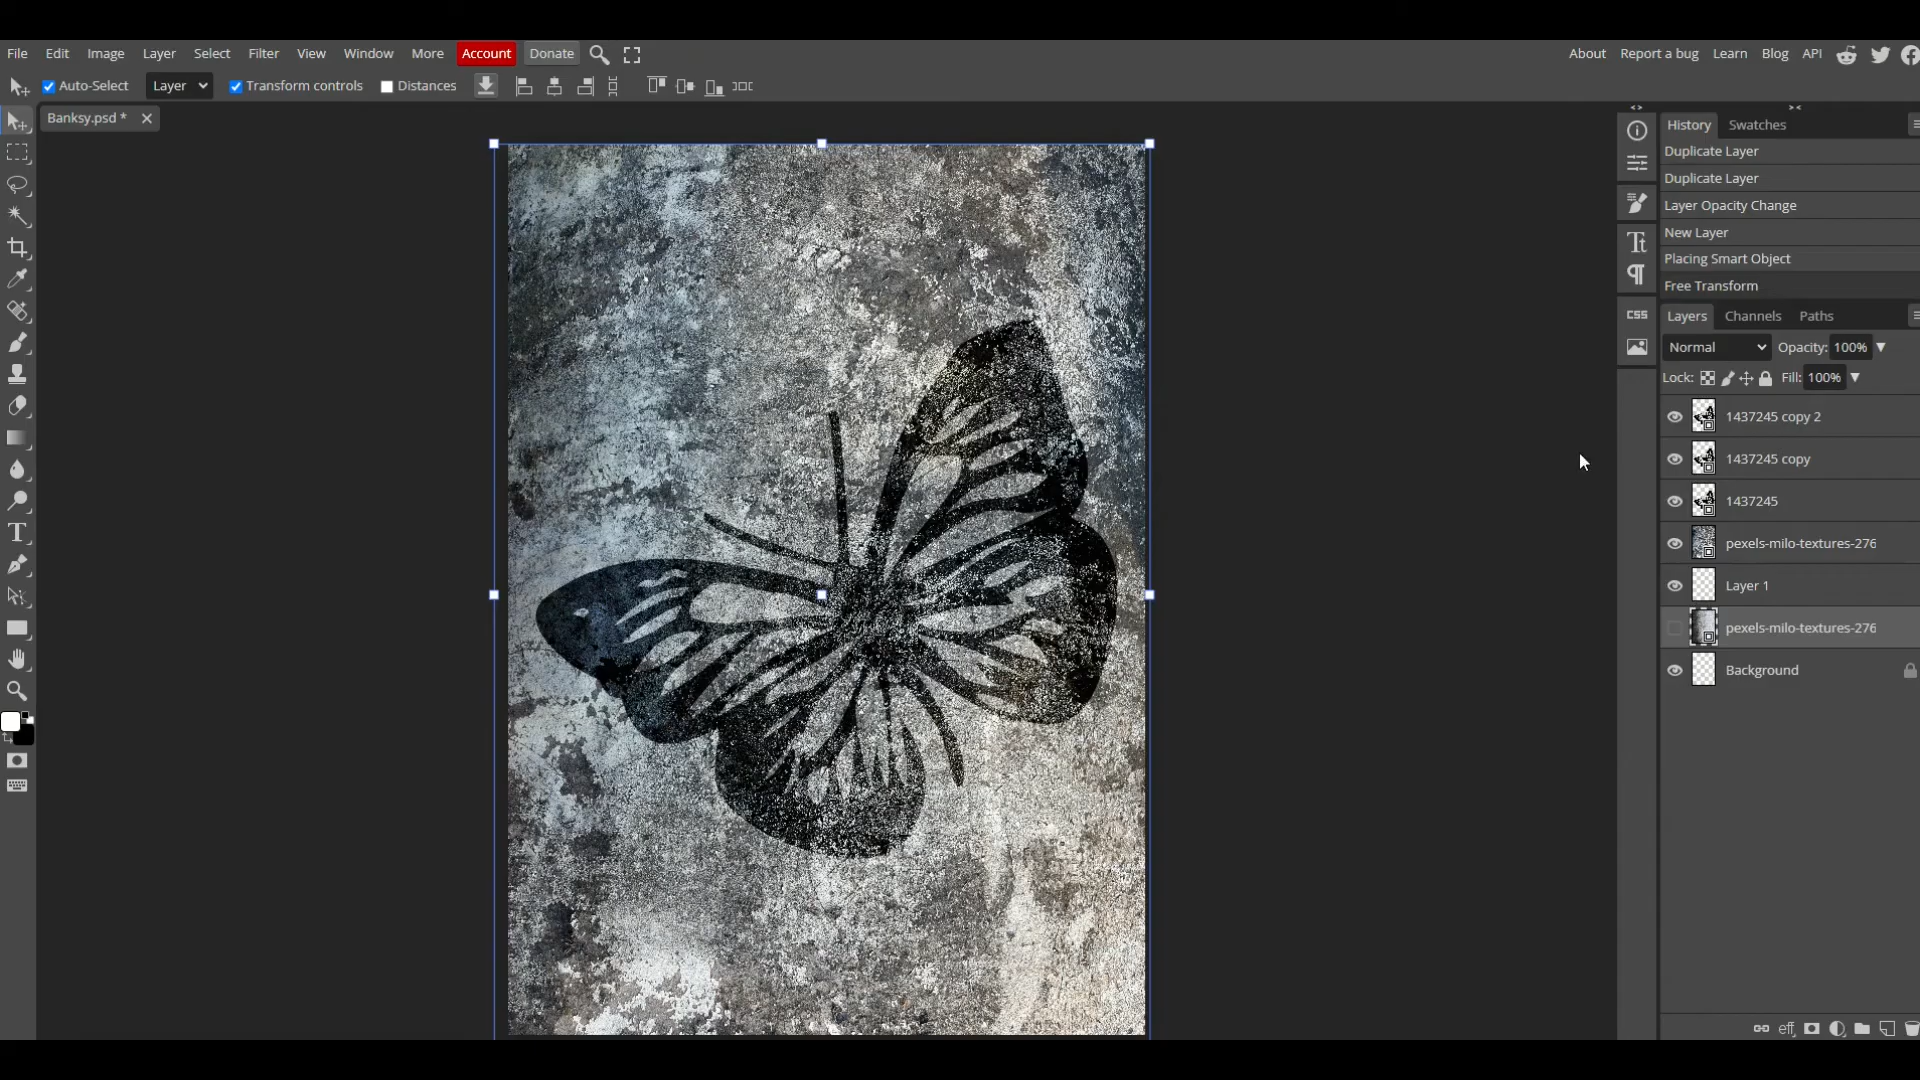 File Edit Image Layer Select Filter View Window More Account Donate About Report a bug Learn Blog API
Auto-Select Layer Transform controls Distances
Banksy.psd *
History Swatches
Duplicate Layer
Duplicate Layer
Layer Opacity Change
New Layer
Placing Smart Object
Free Transform
CSS
Layers Channels Paths
Normal Opacity: 100%
Lock: Fill: 100%
1437245 copy 2
1437245 copy
1437245
pexels-milo-textures-276
Layer 1
pexels-milo-textures-276
Background
eff